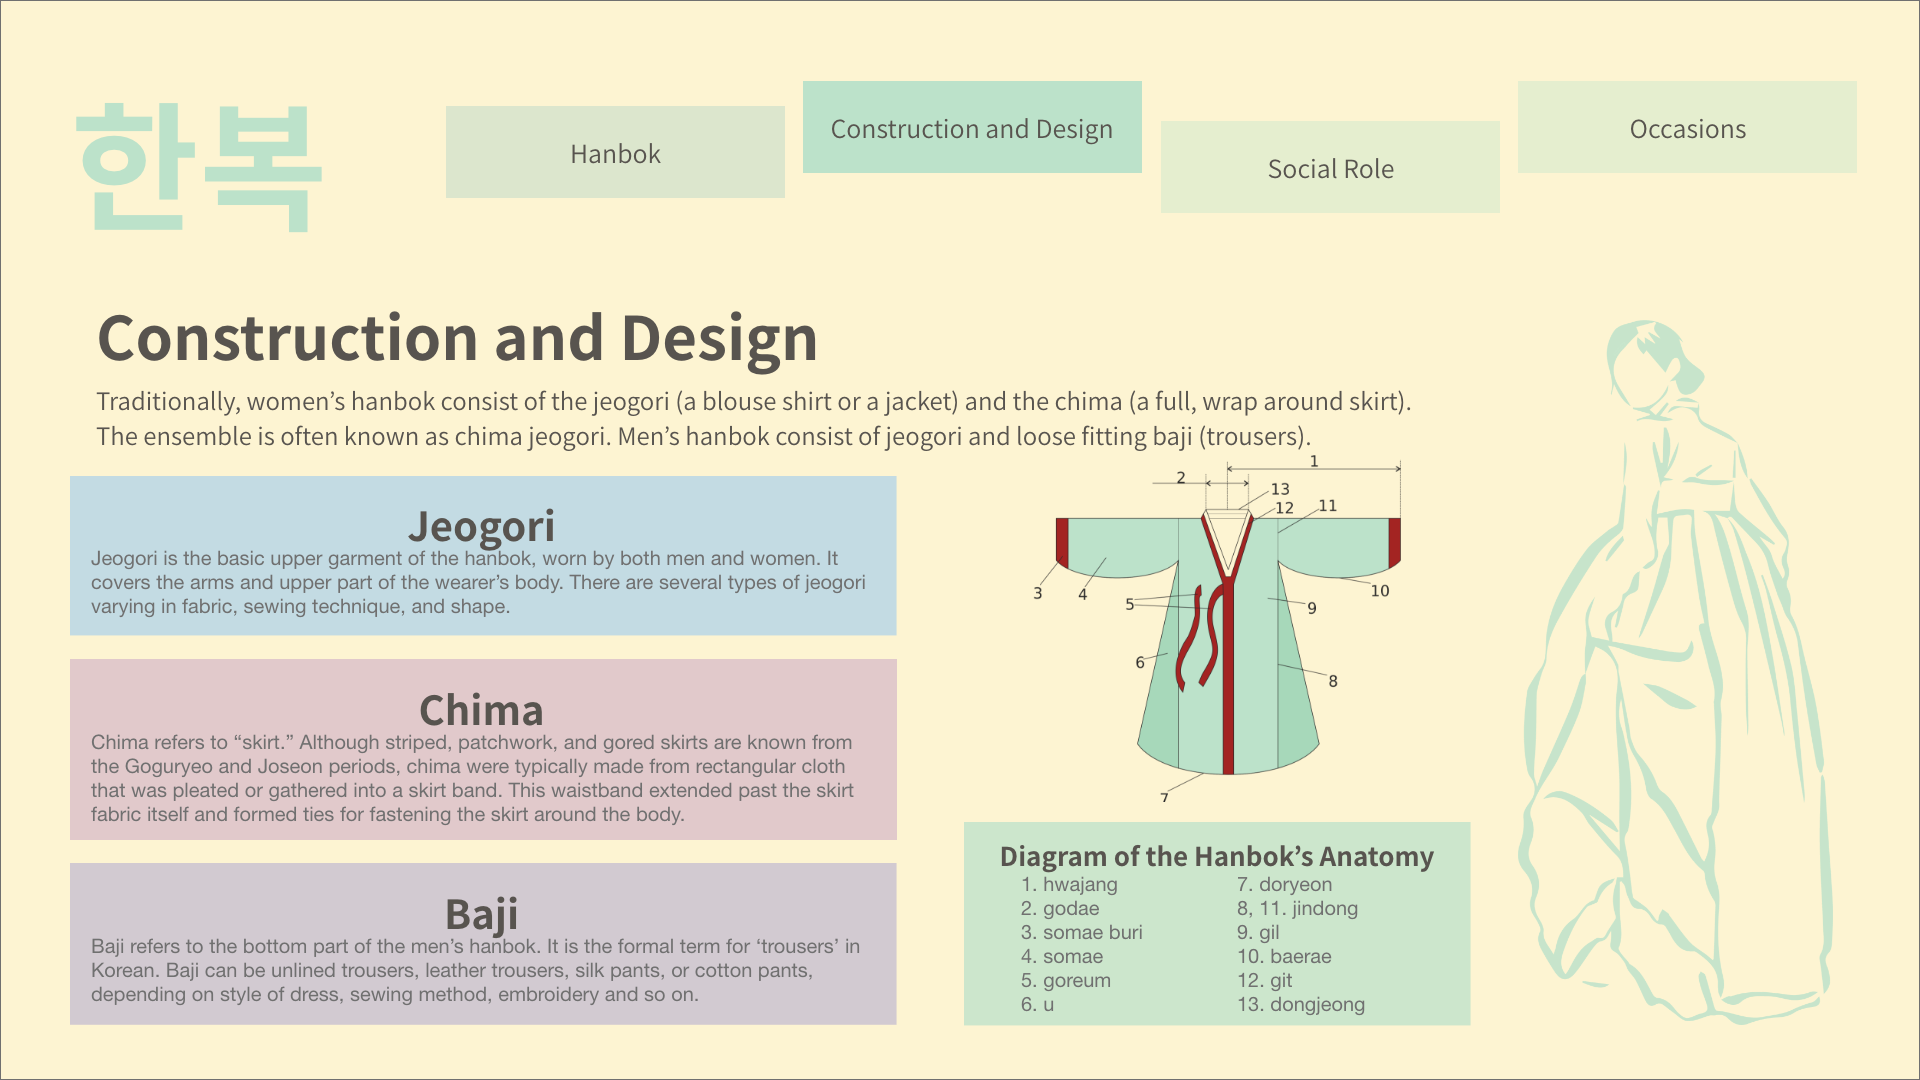 한복
Hanbok
Construction and Design
Social Role
Occasions
Construction and Design
Traditionally, women’s hanbok consist of the jeogori (a blouse shirt or a jacket) and the chima (a full, wrap around skirt).
The ensemble is often known as chima jeogori. Men’s hanbok consist of jeogori and loose fitting baji (trousers).
Jeogori
Jeogori is the basic upper garment of the hanbok, worn by both men and women. It
covers the arms and upper part of the wearer’s body. There are several types of jeogori
varying in fabric, sewing technique, and shape.
Chima
Chima refers to “skirt.” Although striped, patchwork, and gored skirts are known from
the Goguryeo and Joseon periods, chima were typically made from rectangular cloth
that was pleated or gathered into a skirt band. This waistband extended past the skirt
fabric itself and formed ties for fastening the skirt around the body.
Baji
Baji refers to the bottom part of the men’s hanbok. It is the formal term for ‘trousers’ in
Korean. Baji can be unlined trousers, leather trousers, silk pants, or cotton pants,
depending on style of dress, sewing method, embroidery and so on.
1
2
13
12
11
3
4
5
10
9
6
8
7
Diagram of the Hanbok’s Anatomy
1. hwajang
2. godae
3. somae buri
4. somae
5. goreum
6. u
7. doryeon
8, 11. jindong
9. gil
10. baerae
12. git
13. dongjeong